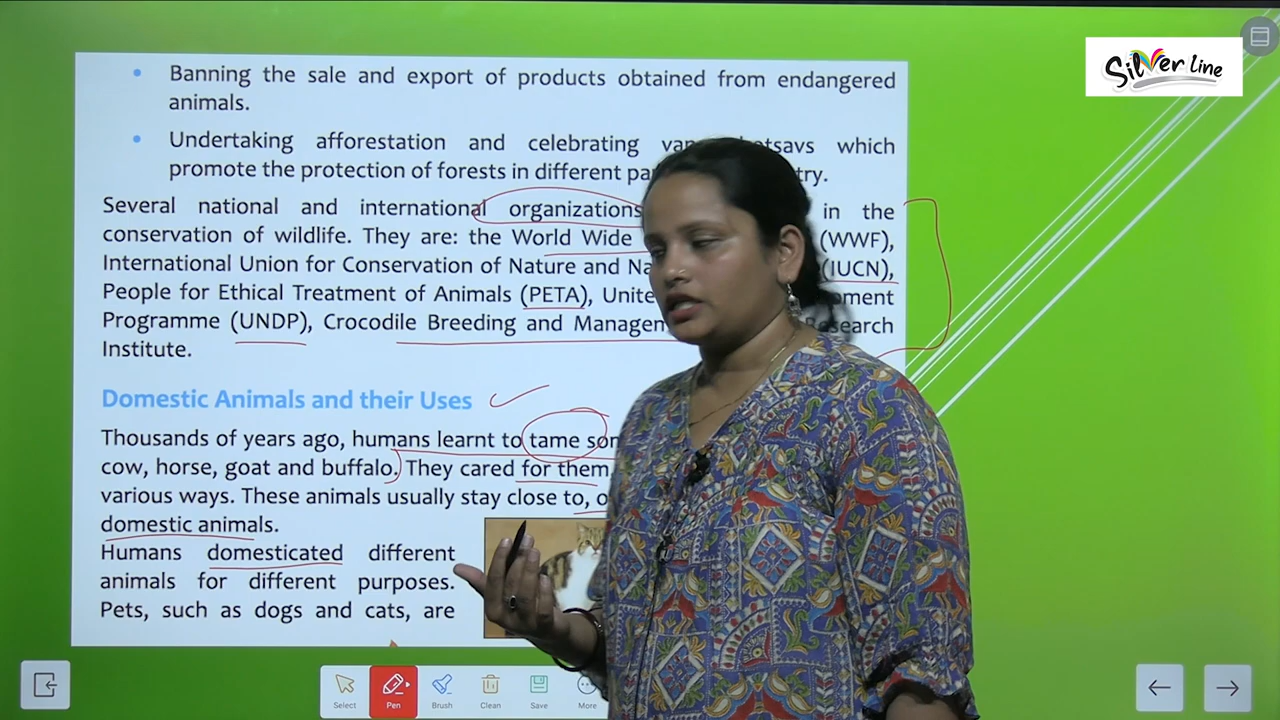 Silver line
Banning the sale and export of products obtained from endangered
animals.
Undertaking afforestation and celebrating which
promote the protection of forests in different
Several national and international organizations in the
conservation of wildlife. They are: the World Wide (WWF),
International Union for Conservation of Nature and (IUCN),
People for Ethical Treatment of Animals (PETA),
Programme (UNDP), Crocodile Breeding and Research
Institute.
Domestic Animals and their Uses
Thousands of years ago, humans learnt to tame
cow, horse, goat and buffalo. They cared for them.
various ways. These animals usually stay close to,
domestic animals.
Humans domesticated different
animals for different purposes.
Pets, such as dogs and cats, are
Select Pen Brush Clean Save More